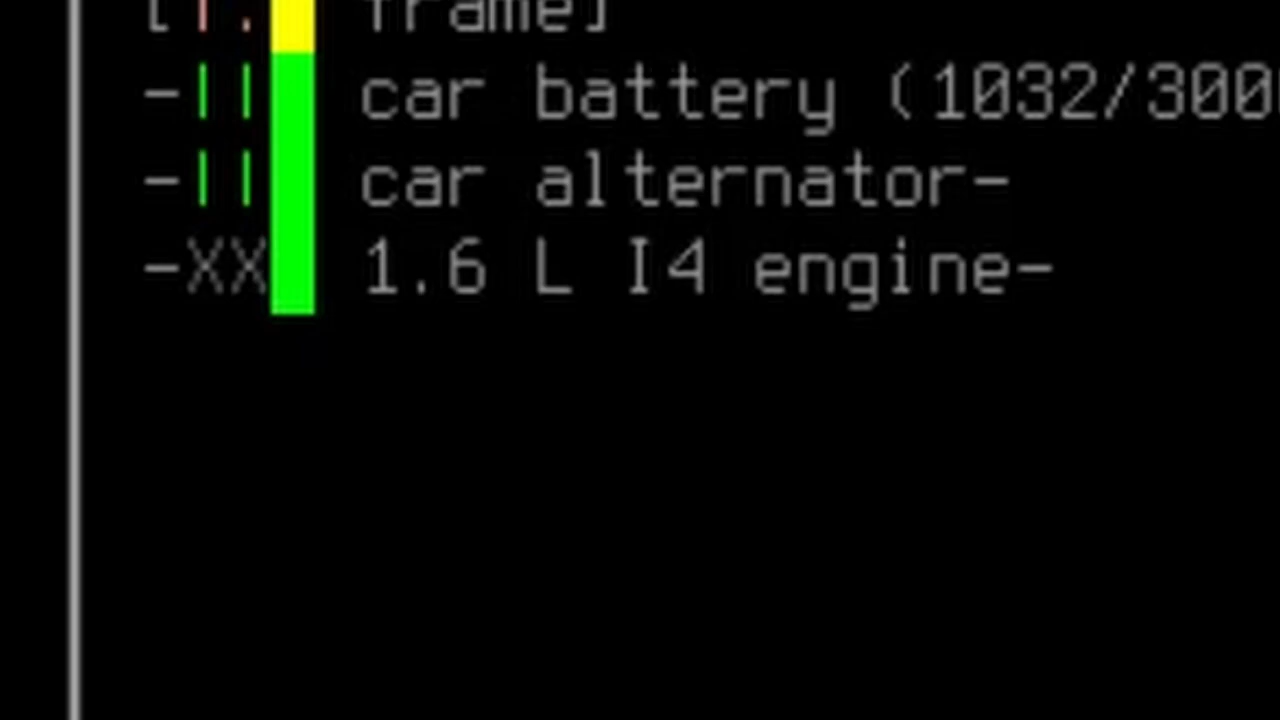 frame]
-|| car battery (1032/300
-|| car alternator-
-XX 1.6 L I4 engine-